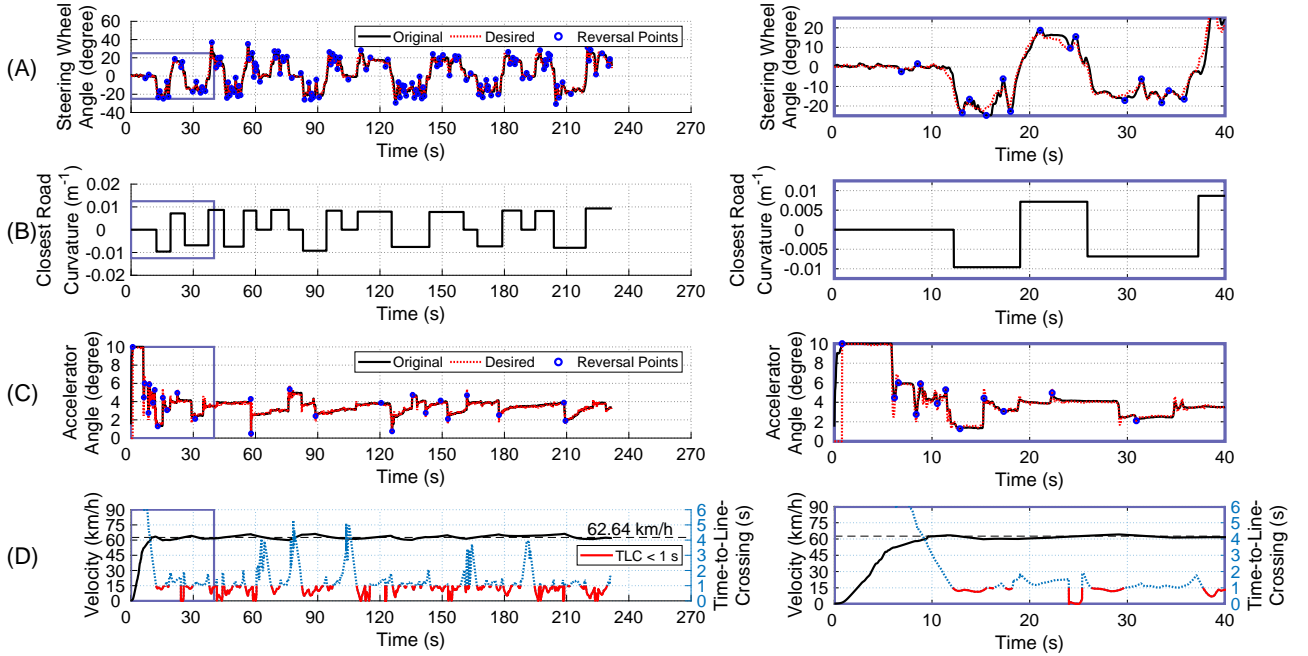 (A)
Steering Wheel
Angle (degree)
60
40
20
0
-20
-40
Original Desired Reversal Points
0 30 60 90 120 150 180 210 240 270
Time (s)
Steering Wheel
Angle (degree)
20
10
0
-10
-20
0 10 20 30 40
Time (s)
(B)
Closest Road
Curvature (m-1)
0.02
0.01
0
-0.01
-0.02
0 30 60 90 120 150 180 210 240 270
Time (s)
Closest Road
Curvature (m-1)
0.01
0.005
0
-0.005
-0.01
0 10 20 30 40
Time (s)
(C)
Accelerator
Angle (degree)
10
8
6
4
2
0
Original Desired Reversal Points
0 30 60 90 120 150 180 210 240 270
Time (s)
Accelerator
Angle (degree)
10
8
6
4
2
0
0 10 20 30 40
Time (s)
(D)
Velocity (km/h)
90
75
60
45
30
15
0
62.64 km/h
TLC < 1 s
6
5
4
3
2
1
0
Time-to-Line-
Crossing (s)
0 30 60 90 120 150 180 210 240 270
Time (s)
Velocity (km/h)
90
75
60
45
30
15
0
6
5
4
3
2
1
0
Time-to-Line-
Crossing (s)
0 10 20 30 40
Time (s)